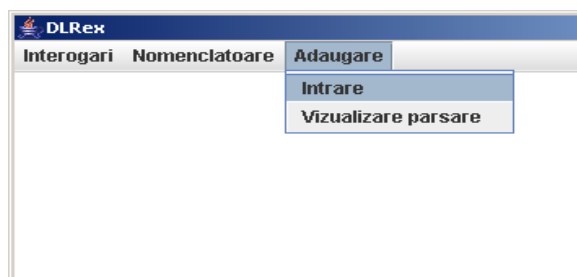 DLRex
Interogari Nomenclatoare Adaugare
Intrare
Vizualizare parsare